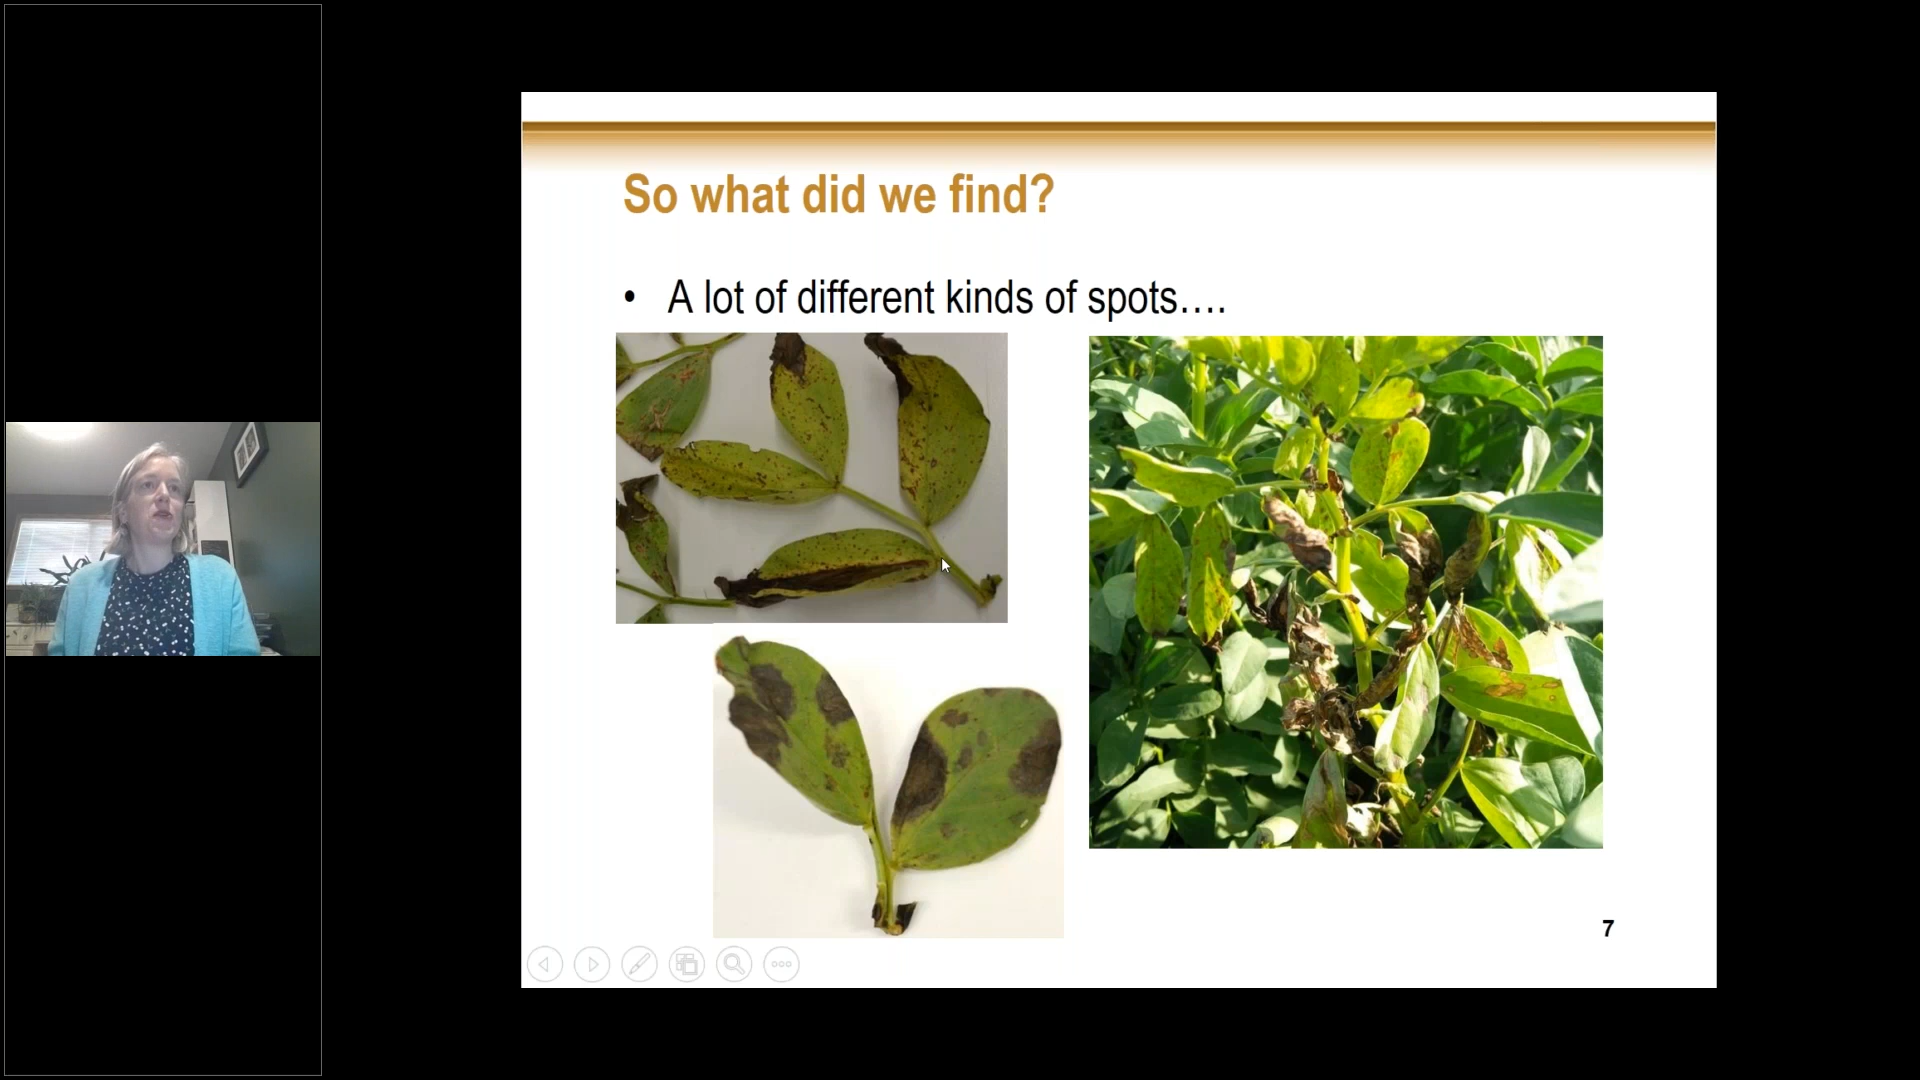 So what did we find?
• A lot of different kinds of spots….
7